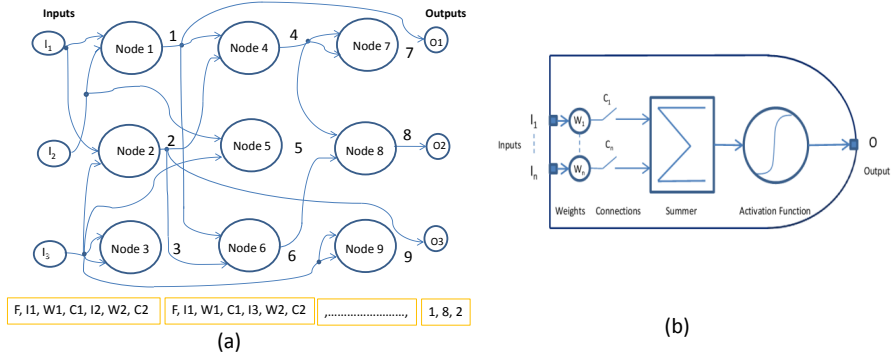 Inputs
Outputs
I1
Node 1
1
Node 4
4
Node 7
7
O1
I2
Node 2
2
Node 5
5
Node 8
8
O2
I3
Node 3
3
Node 6
6
Node 9
9
O3
F, I1, W1, C1, I2, W2, C2
F, I1, W1, C1, I3, W2, C2
,........................,
1, 8, 2
(a)
I1
W1
C1
Inputs
In
Wn
Cn
O
Output
Weights
Connections
Summer
Activation Function
(b)